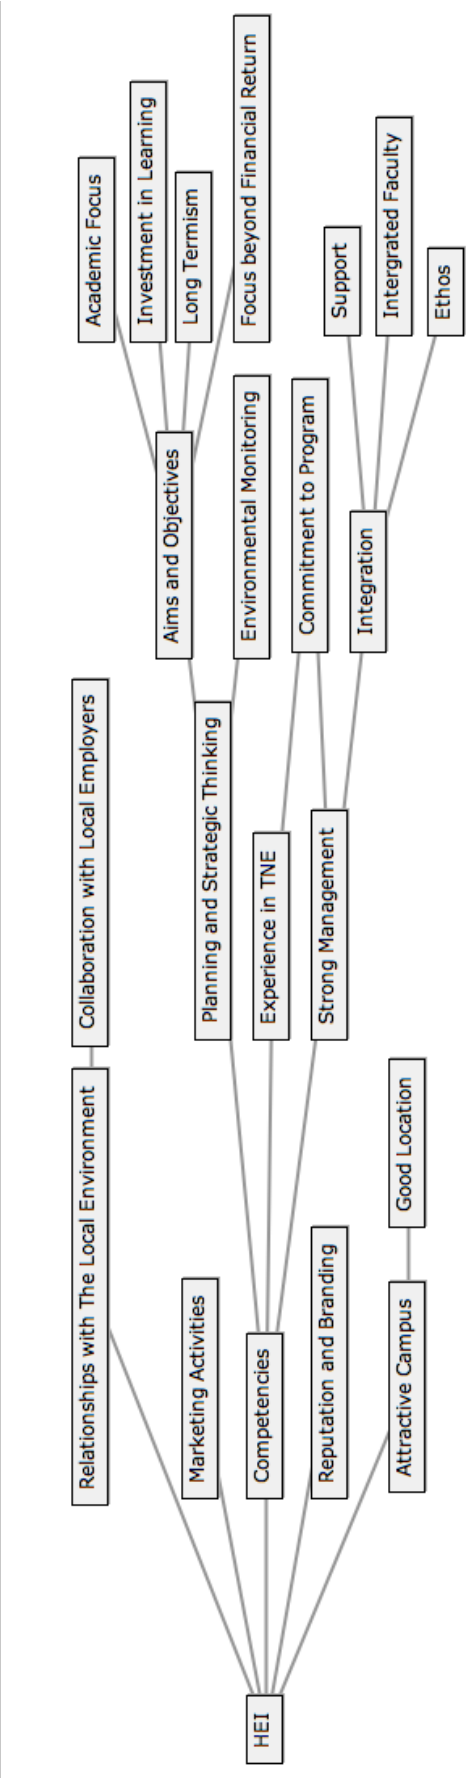 HEI
Relationships with The Local Environment
Collaboration with Local Employers
Marketing Activities
Competencies
Planning and Strategic Thinking
Aims and Objectives
Academic Focus
Investment in Learning
Long Termism
Focus beyond Financial Return
Environmental Monitoring
Experience in TNE
Commitment to Program
Strong Management
Integration
Support
Intergrated Faculty
Ethos
Reputation and Branding
Attractive Campus
Good Location